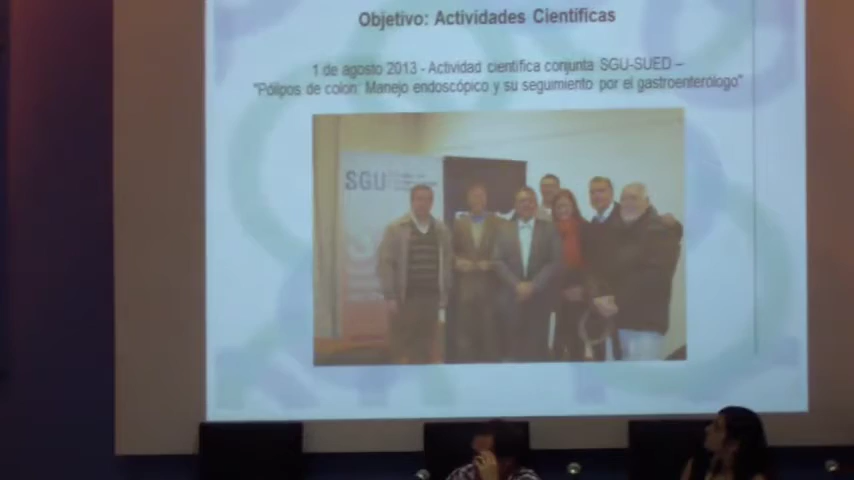 Objetivo: Actividades Científicas
1 de agosto 2013 - Actividad científica conjunta SGU-SUED –
"Pólipos de colon: Manejo endoscópico y su seguimiento por el gastroenterólogo"
SGU